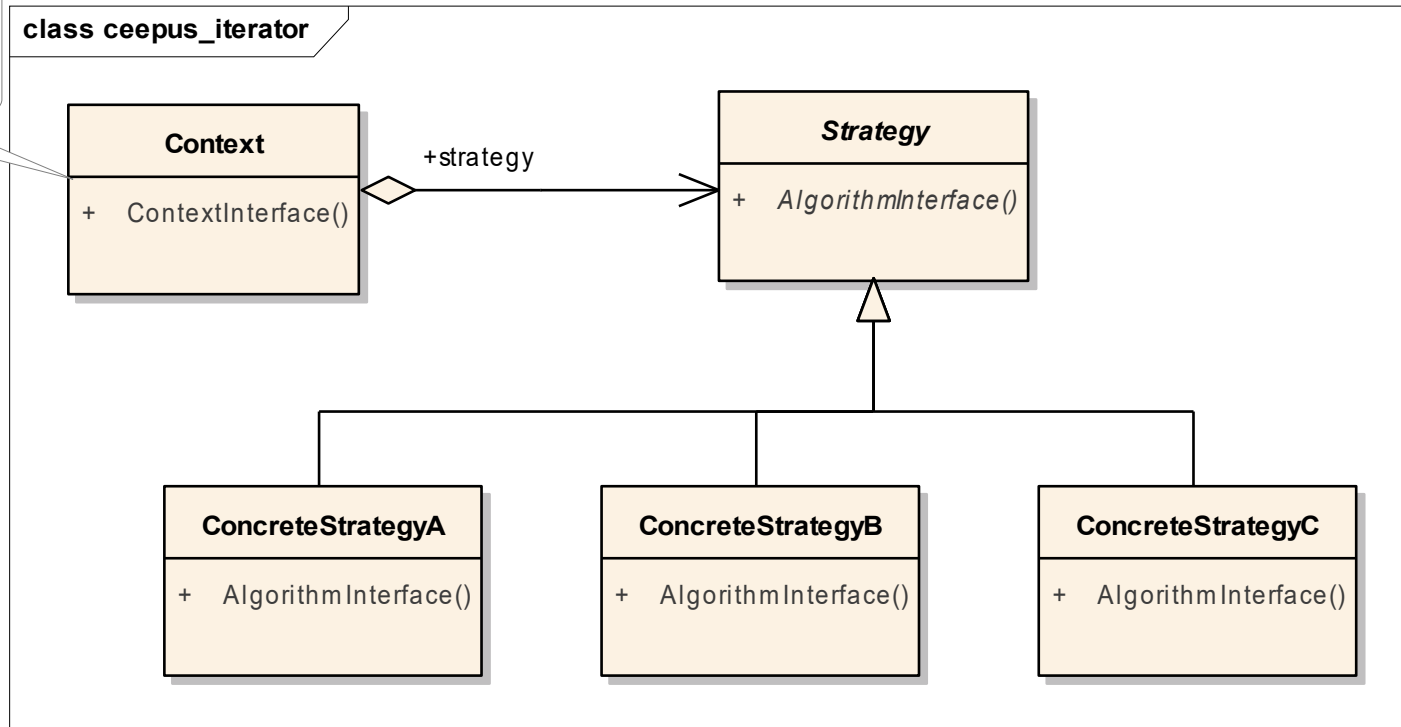 class ceepus_iterator
Context
+ ContextInterface()
+strategy
Strategy
+ AlgorithmInterface()
ConcreteStrategyA
+ AlgorithmInterface()
ConcreteStrategyB
+ AlgorithmInterface()
ConcreteStrategyC
+ AlgorithmInterface()